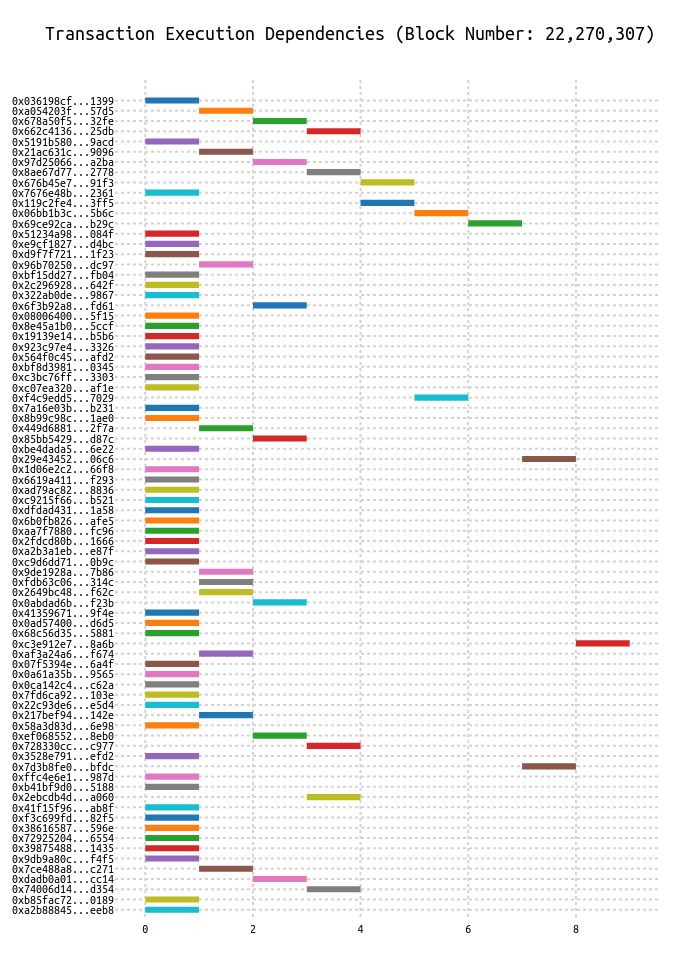 Transaction Execution Dependencies (Block Number: 22,270,307)
0x036198cf...1399
0xa054203f...57d5
0x678a50f5...32fe
0x662c4136...25db
0x5191b580...9acd
0x21ac631c...9096
0x97d25066...a2ba
0x8ae67d77...2778
0x676b45e7...91f3
0x7676e48b...2361
0x119c2fe4...3ff5
0x06bb1b3c...5b6c
0x69ce92ca...b29c
0x51234a98...084f
0xe9cf1827...d4bc
0xd9f7f721...1f23
0x96b70250...dc97
0xbf15dd27...fb04
0x2c296928...642f
0x322ab0de...9867
0x6f3b92a8...fd61
0x08006400...5f15
0x8e45a1b0...5ccf
0x19139e14...b5b6
0x923c97e4...3326
0x564f0c45...afd2
0xbf8d3981...0345
0xc3bc76ff...3303
0xc07ea320...af1e
0xf4c9edd5...7029
0x7a16e03b...b231
0x8b99c98c...1ae0
0x449d6881...2f7a
0x85bb5429...d87c
0xbe4dada5...6e22
0x29e43452...06c6
0x1d06e2c2...66f8
0x6619a411...f293
0xad79ac82...8836
0xc9215f66...b521
0xdfdad431...1a58
0x6b0fb826...afe5
0xaa7f7880...fc96
0x2fdcd80b...1666
0xa2b3a1eb...e87f
0xc9d6dd71...0b9c
0x9de1928a...7b86
0xfdb63c06...314c
0x2649bc48...f62c
0x0abdad6b...f23b
0x41359671...9f4e
0x0ad57400...d6d5
0x68c56d35...5881
0xc3e912e7...8a6b
0xaf3a24a6...f674
0x07f5394e...6a4f
0x0a61a35b...9565
0x0ca142c4...c62a
0x7fd6ca92...103e
0x22c93de6...e5d4
0x217bef94...142e
0x58a3d83d...6e98
0xef068552...8eb0
0x728330cc...c977
0x3528e791...efd2
0x7d3b8fe0...bfdc
0xffc4e6e1...987d
0xb41bf9d0...5188
0x2ebcdb4d...a060
0x41f15f96...ab8f
0xf3c699fd...82f5
0x38616587...596e
0x72925204...6554
0x39875488...1435
0x9db9a80c...f4f5
0x7ce488a8...c271
0xdadb0a01...cc14
0x74006d14...d354
0xb85fac72...0189
0xa2b88845...eeb8
0 2 4 6 8